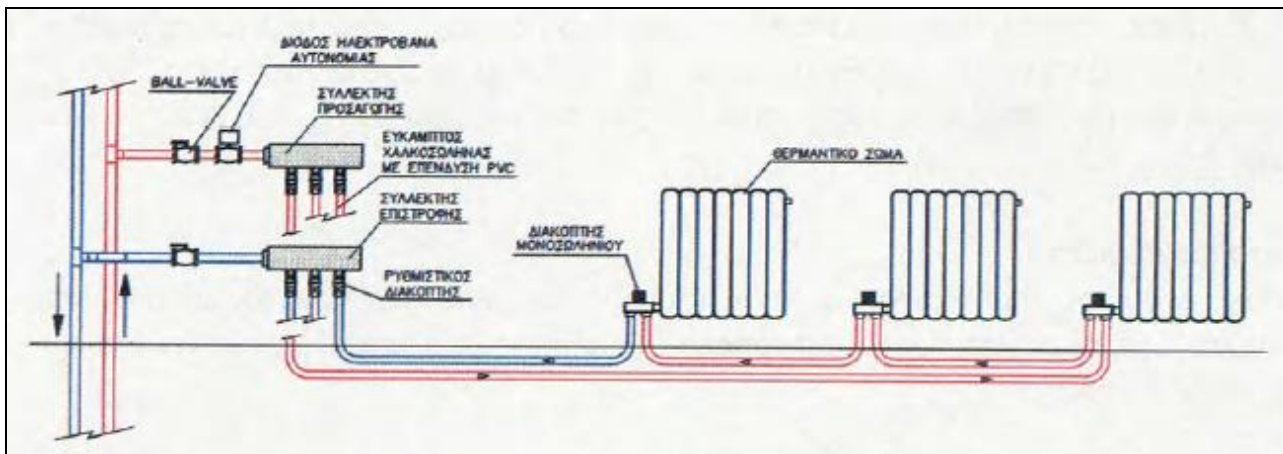 ΔΙΟΔΟΣ ΗΛΕΚΤΡΟΒΑΝΑ
ΑΥΤΟΝΟΜΙΑΣ
BALL-VALVE
ΣΥΛΛΕΚΤΗΣ
ΠΡΟΣΑΓΩΓΗΣ
ΕΥΚΑΜΠΤΟΣ
ΧΑΛΚΟΣΩΛΗΝΑΣ
ΜΕ ΕΠΕΝΔΥΣΗ PVC
ΘΕΡΜΑΝΤΙΚΟ ΣΩΜΑ
ΣΥΛΛΕΚΤΗΣ
ΕΠΙΣΤΡΟΦΗΣ
ΔΙΑΚΟΠΤΗΣ
ΜΟΝΟΣΩΛΗΝΙΟΥ
ΡΥΘΜΙΣΤΙΚΟΣ
ΔΙΑΚΟΠΤΗΣ